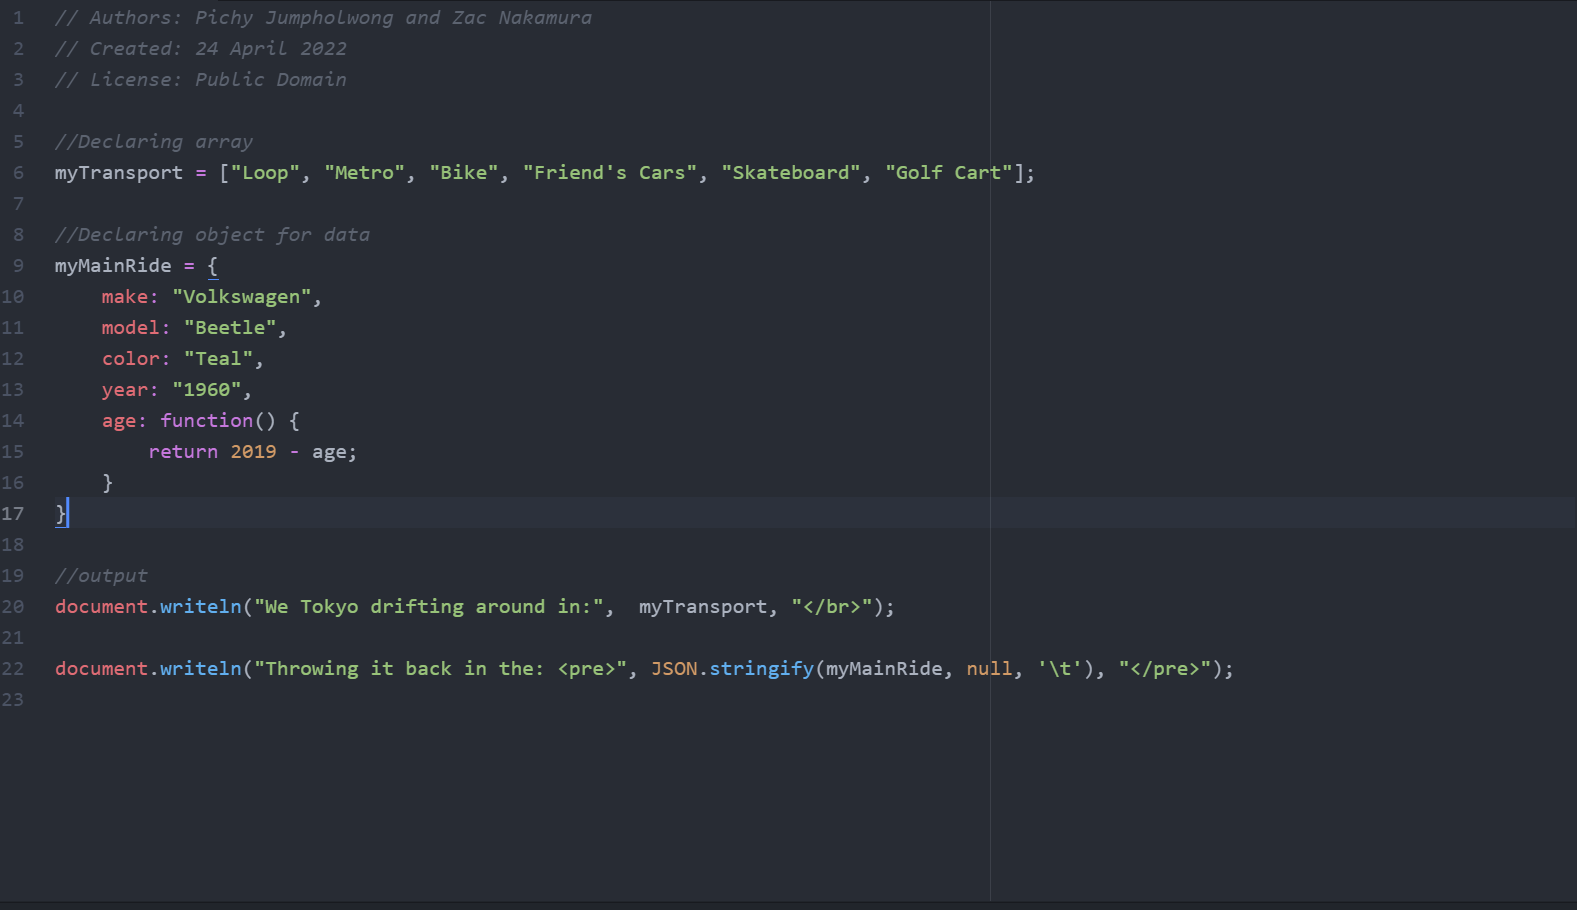 1 // Authors: Pichy Jumpholwong and Zac Nakamura
2 // Created: 24 April 2022
3 // License: Public Domain
4
5 //Declaring array
6 myTransport = ["Loop", "Metro", "Bike", "Friend's Cars", "Skateboard", "Golf Cart"];
7
8 //Declaring object for data
9 myMainRide = {
10     make: "Volkswagen",
11     model: "Beetle",
12     color: "Teal",
13     year: "1960",
14     age: function() {
15         return 2019 - age;
16     }
17 }
18
19 //output
20 document.writeln("We Tokyo drifting around in:",  myTransport, "</br>");
21
22 document.writeln("Throwing it back in the: <pre>", JSON.stringify(myMainRide, null, '\t'), "</pre>");
23